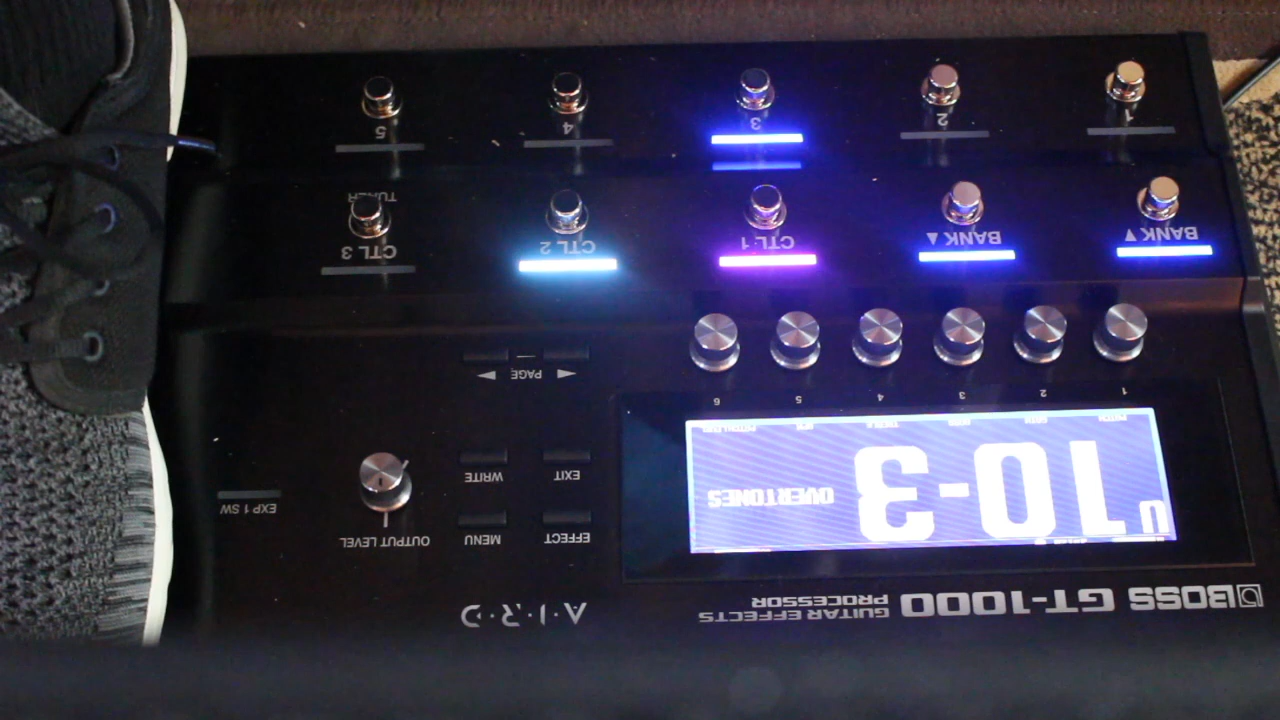 BOSS GT-1000 GUITAR EFFECTS PROCESSOR
A·I·R·D
U10-3 OVERTONES
EFFECT MENU OUTPUT LEVEL
EXIT WRITE EXP 1 SW
1 2 3 4 5 6
◀ PAGE ▶
BANK▼ BANK▲ CTL 1 CTL 2 CTL 3
TUNER
1 2 3 4 5